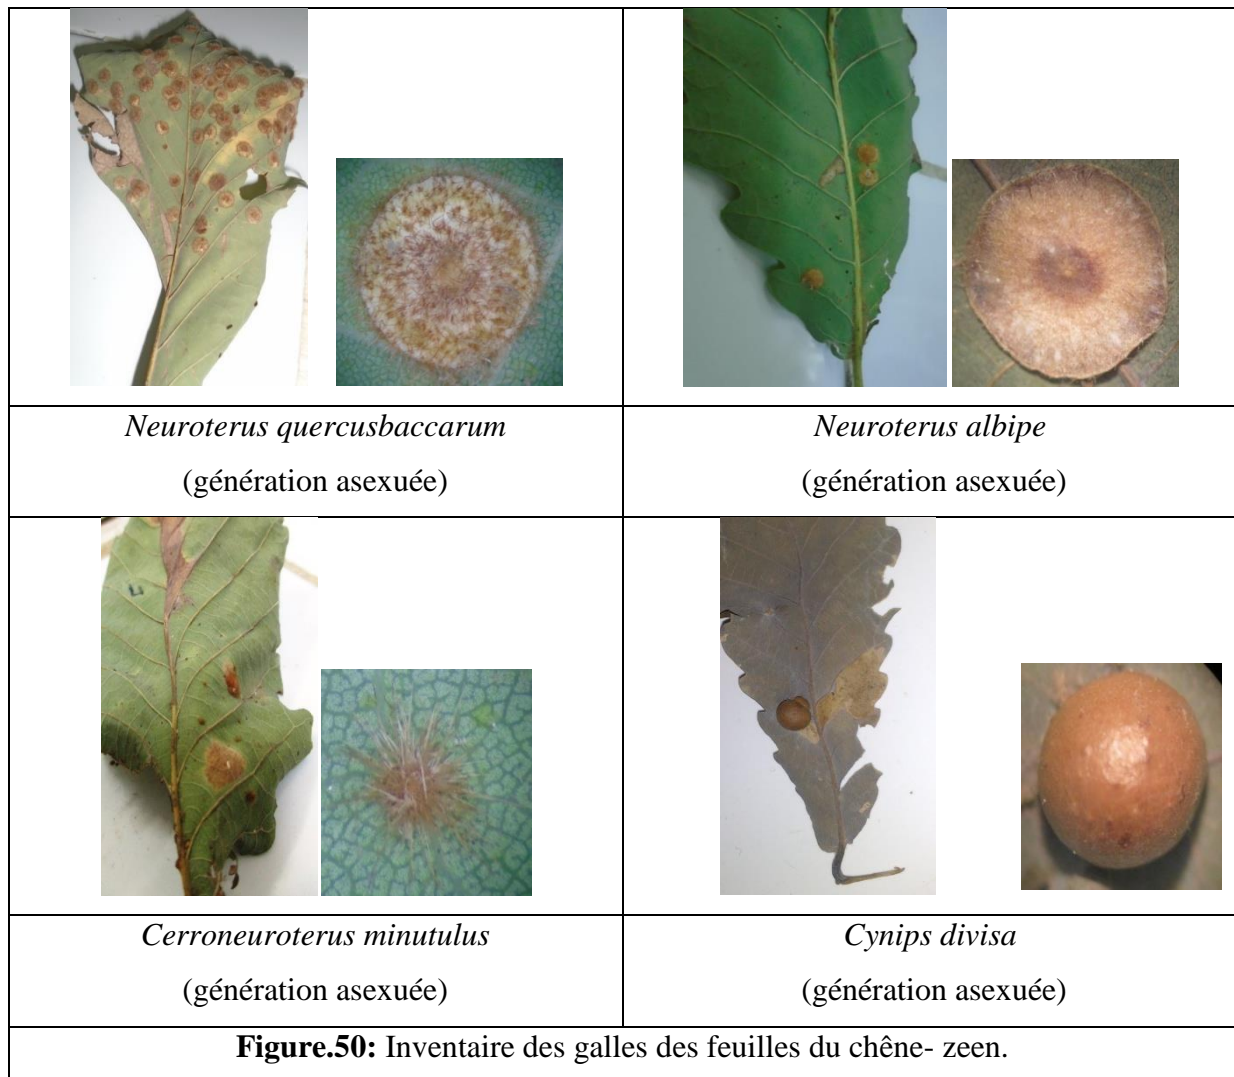 Neuroterus quercusbaccarum
(génération asexuée)
Neuroterus albipe
(génération asexuée)
Cerroneuroterus minutulus
(génération asexuée)
Cynips divisa
(génération asexuée)
Figure.50: Inventaire des galles des feuilles du chêne- zeen.